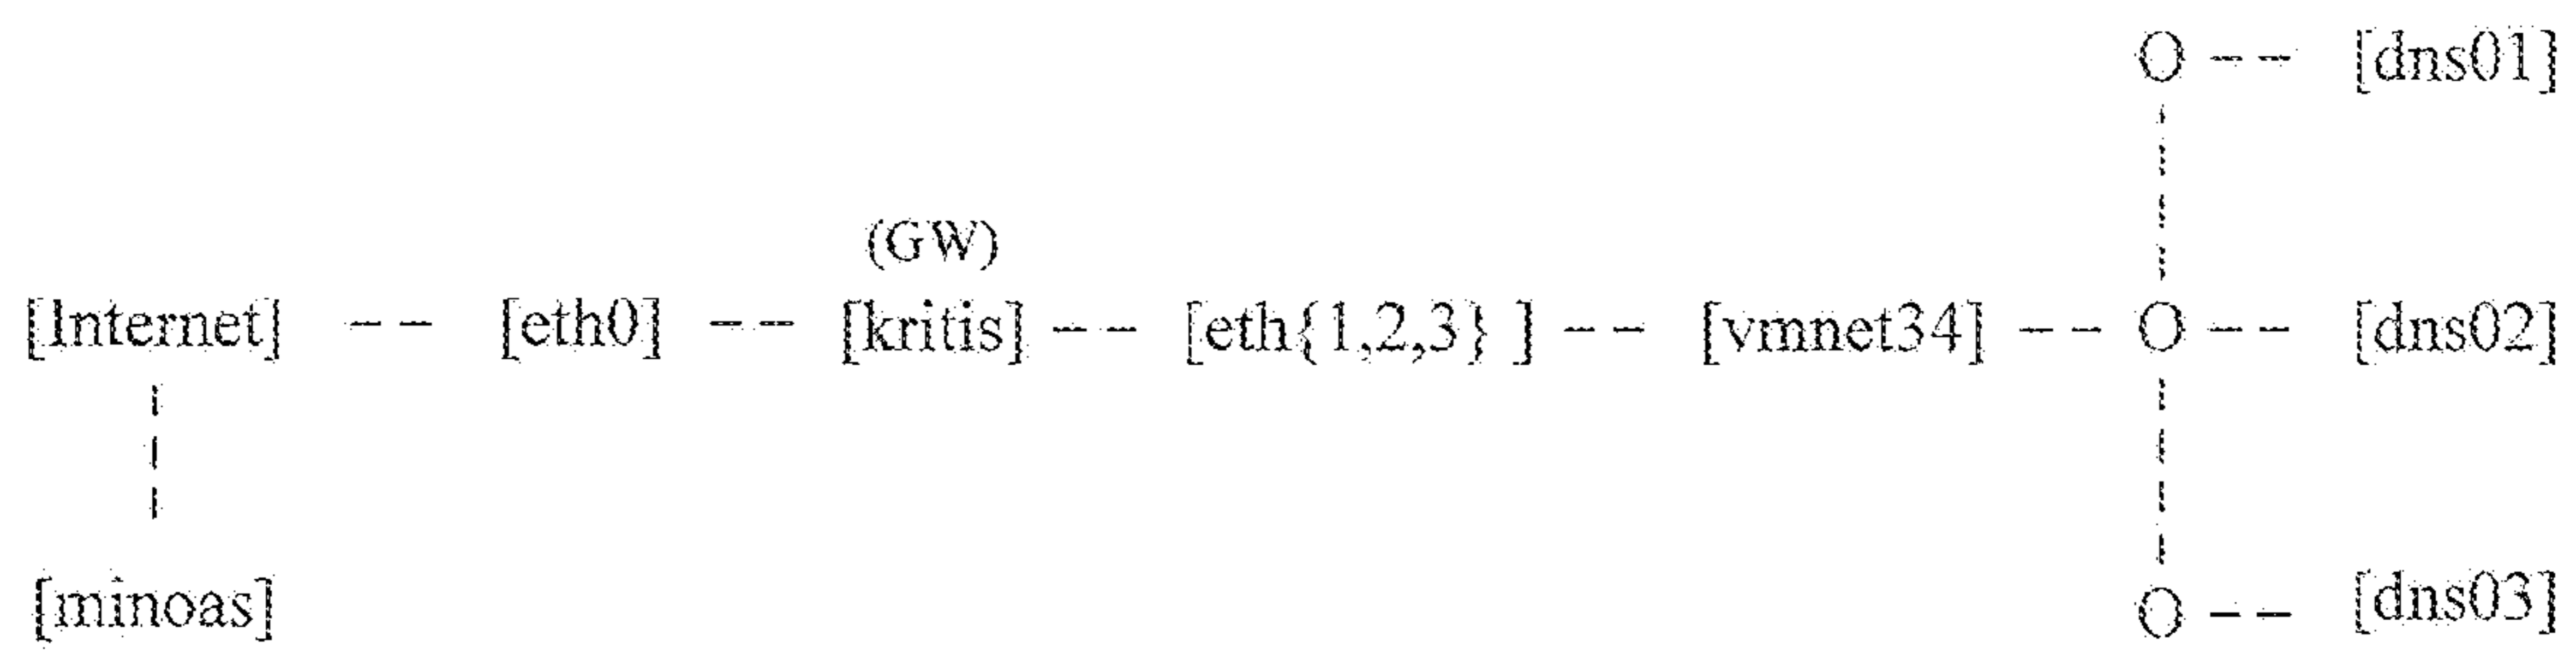 [dns01]
(GW)
[Internet] -- [eth0] -- [kritis] -- [eth{1,2,3} ] -- [vmnet34] -- O -- [dns02]
[minoas]
[dns03]